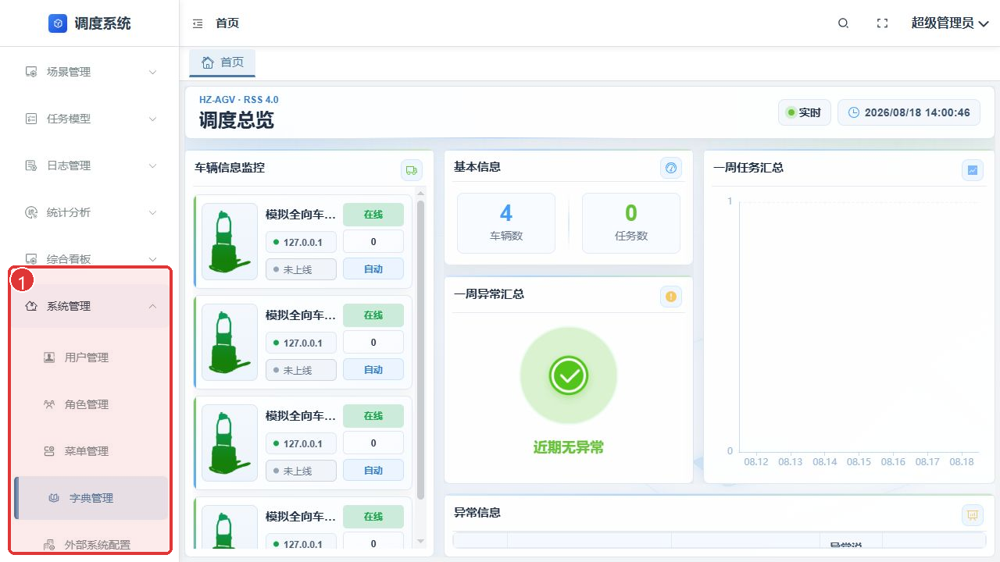 调度系统
首页
超级管理员
场景管理
任务模型
日志管理
统计分析
综合看板
1
系统管理
用户管理
角色管理
菜单管理
字典管理
外部系统配置
首页
HZ-AGV · RSS 4.0
调度总览
实时
2026/08/18 14:00:46
车辆信息监控
模拟全向车...
在线
127.0.0.1
0
未上线
自动
模拟全向车...
在线
127.0.0.1
0
未上线
自动
模拟全向车...
在线
127.0.0.1
0
未上线
自动
模拟全向车...
在线
127.0.0.1
0
基本信息
4
车辆数
0
任务数
一周异常汇总
近期无异常
一周任务汇总
1
0
08.12 08.13 08.14 08.15 08.16 08.17 08.18
异常信息
异常说